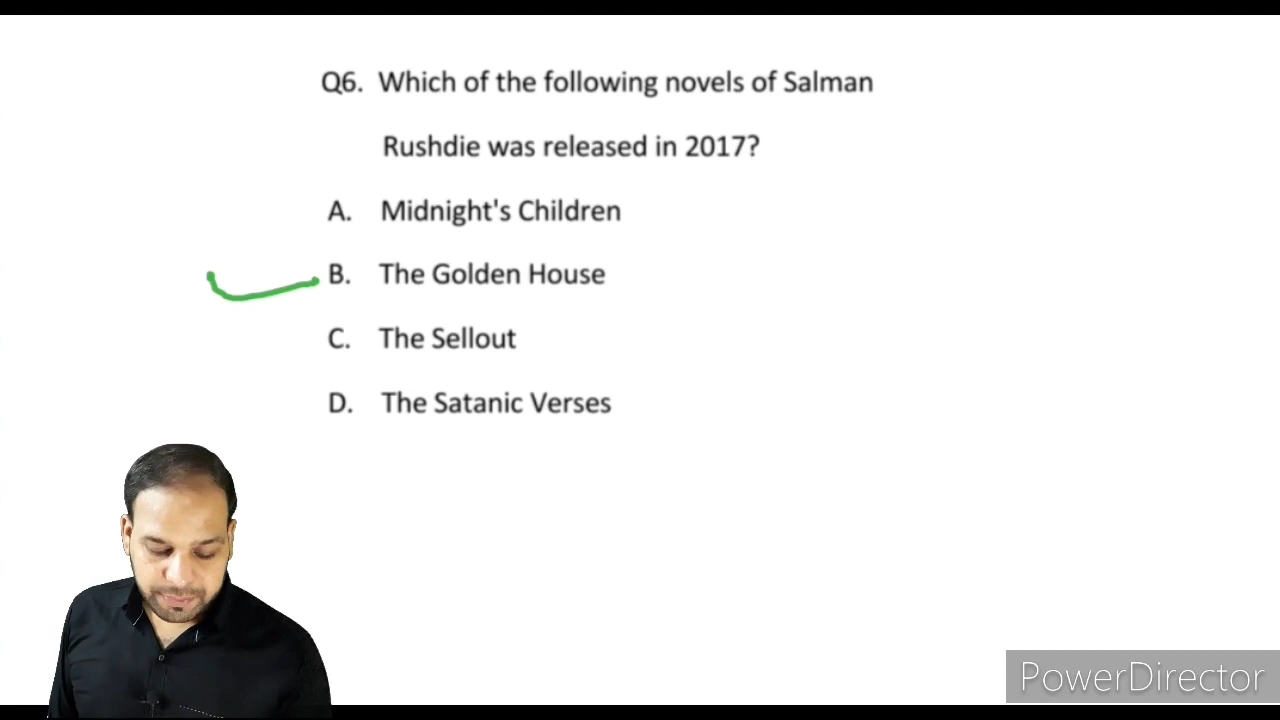 Q6. Which of the following novels of Salman
Rushdie was released in 2017?
A. Midnight's Children
B. The Golden House
C. The Sellout
D. The Satanic Verses
PowerDirector